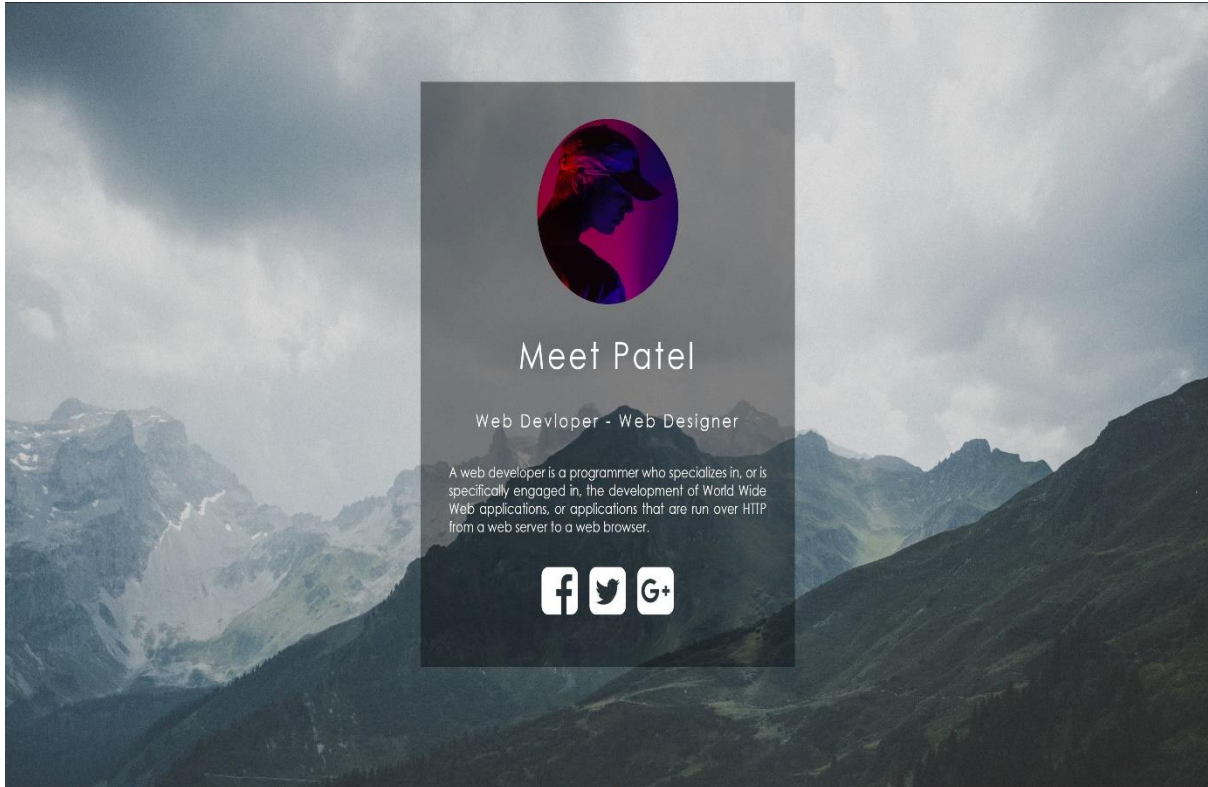 Meet Patel
Web Devloper - Web Designer
A web developer is a programmer who specializes in, or is
specifically engaged in, the development of World Wide
Web applications, or applications that are run over HTTP
from a web server to a web browser.
G+